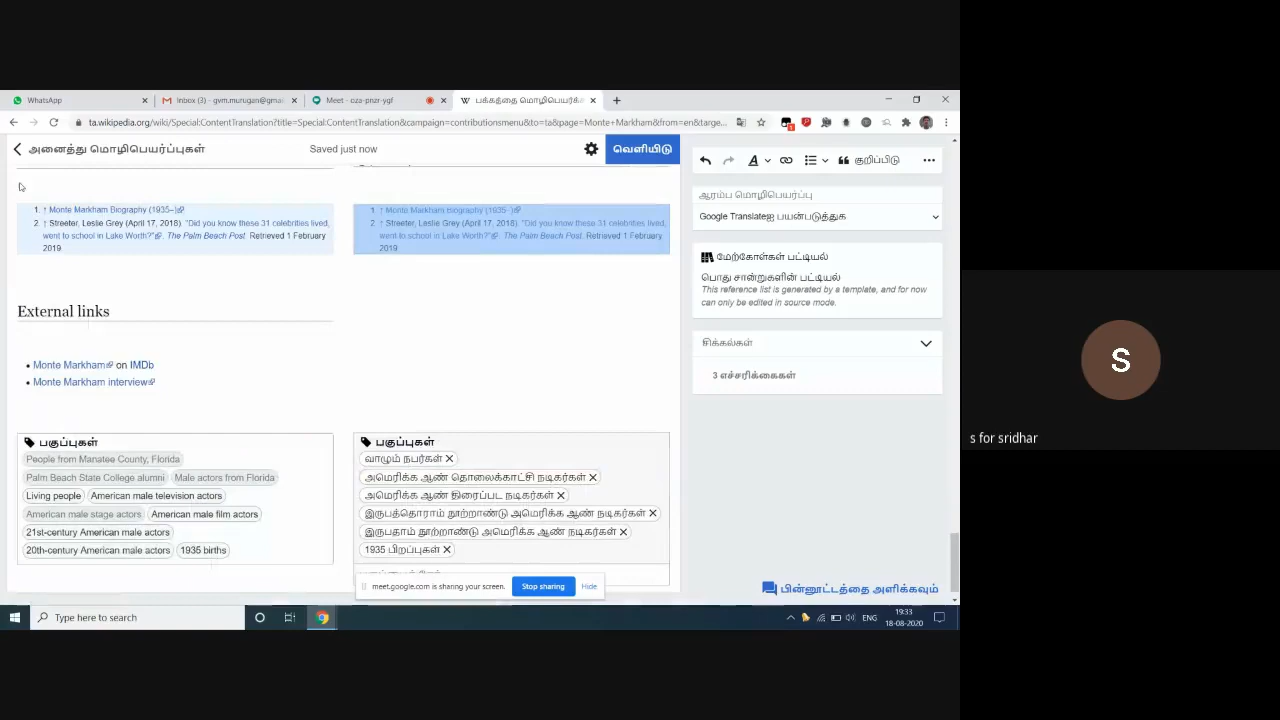 WhatsApp
Inbox (3) - gvm.murugan@gmai
Meet - oza-pnzr-ygf
பக்கத்தை மொழிபெயர்க்க
ta.wikipedia.org/wiki/Special:ContentTranslation?title=Special:ContentTranslation&campaign=contributionsmenu&to=ta&page=Monte+Markham&from=en&targe...
அனைத்து மொழிபெயர்ப்புகள்
Saved just now
வெளியிடு
குறிப்பிடு
1. ↑ Monte Markham Biography (1935–)
2. ↑ Streeter, Leslie Grey (April 17, 2018). "Did you know these 31 celebrities lived,
went to school in Lake Worth?". The Palm Beach Post. Retrieved 1 February
2019.
1. ↑ Monte Markham Biography (1935–)
2. ↑ Streeter, Leslie Grey (April 17, 2018). "Did you know these 31 celebrities lived,
went to school in Lake Worth?". The Palm Beach Post. Retrieved 1 February
2019.
ஆரம்ப மொழிபெயர்ப்பு
Google Translateஐ பயன்படுத்துக
மேற்கோள்கள் பட்டியல்
பொது சான்றுகளின் பட்டியல்
This reference list is generated by a template, and for now
can only be edited in source mode.
சிக்கல்கள்
3 எச்சரிக்கைகள்
External links
• Monte Markham on IMDb
• Monte Markham interview
பகுப்புகள்
People from Manatee County, Florida
Palm Beach State College alumni
Male actors from Florida
Living people
American male television actors
American male stage actors
American male film actors
21st-century American male actors
20th-century American male actors
1935 births
பகுப்புகள்
வாழும் நபர்கள்
அமெரிக்க ஆண் தொலைக்காட்சி நடிகர்கள்
அமெரிக்க ஆண் திரைப்பட நடிகர்கள்
இருபத்தொராம் நூற்றாண்டு அமெரிக்க ஆண் நடிகர்கள்
இருபதாம் நூற்றாண்டு அமெரிக்க ஆண் நடிகர்கள்
1935 பிறப்புகள்
meet.google.com is sharing your screen.
Stop sharing
Hide
பின்னூட்டத்தை அளிக்கவும்
Type here to search
ENG
19:33
18-08-2020
S
s for sridhar